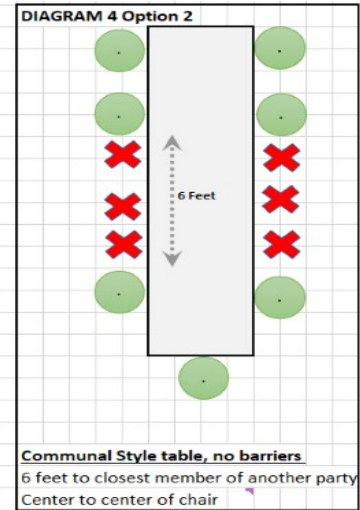 DIAGRAM 4 Option 2
6 Feet
Communal Style table, no barriers
6 feet to closest member of another party
Center to center of chair